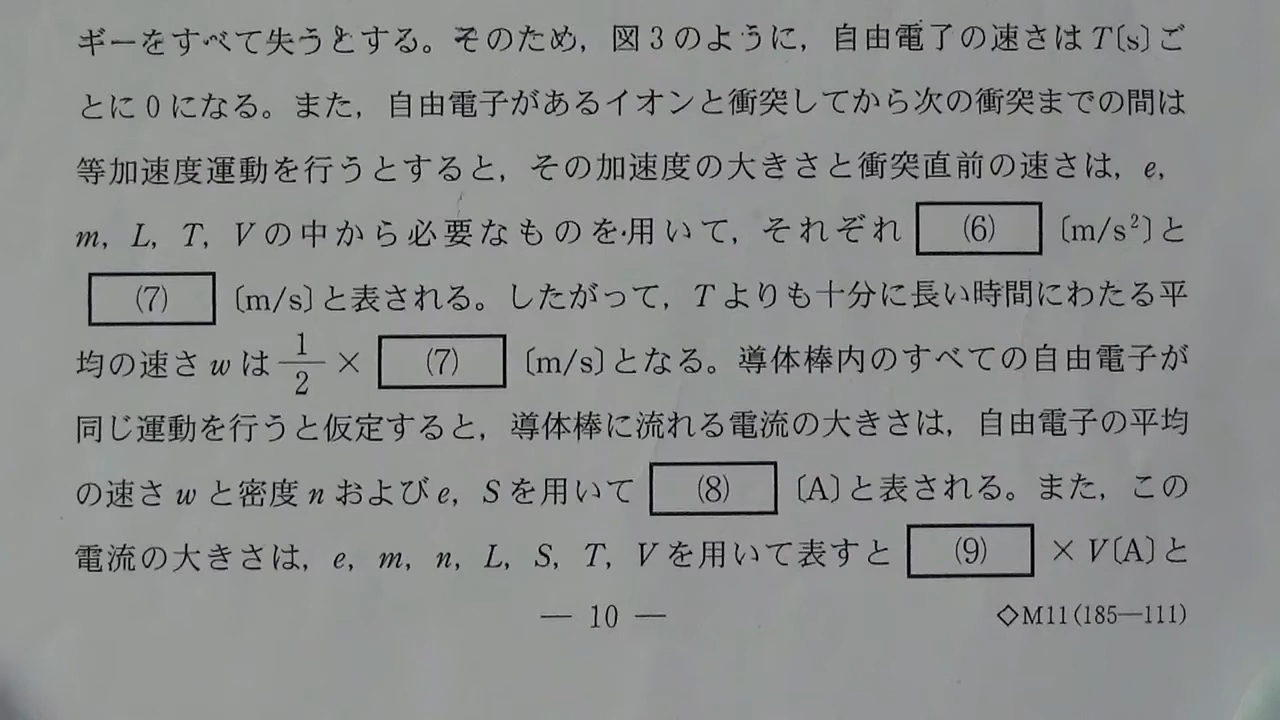 ギーをすべて失うとする。そのため，図3のように，自由電子の速さはT〔s〕ご
とに0になる。また，自由電子があるイオンと衝突してから次の衝突までの間は
等加速度運動を行うとすると，その加速度の大きさと衝突直前の速さは，e，
m，L，T，Vの中から必要なものを用いて，それぞれ (6) 〔m/s²〕と
(7) 〔m/s〕と表される。したがって，Tよりも十分に長い時間にわたる平
均の速さwは 1/2 × (7) 〔m/s〕となる。導体棒内のすべての自由電子が
同じ運動を行うと仮定すると，導体棒に流れる電流の大きさは，自由電子の平均
の速さwと密度nおよびe，Sを用いて (8) 〔A〕と表される。また，この
電流の大きさは，e，m，n，L，S，T，Vを用いて表すと (9) ×V〔A〕と
— 10 —
◇M11(185—111)